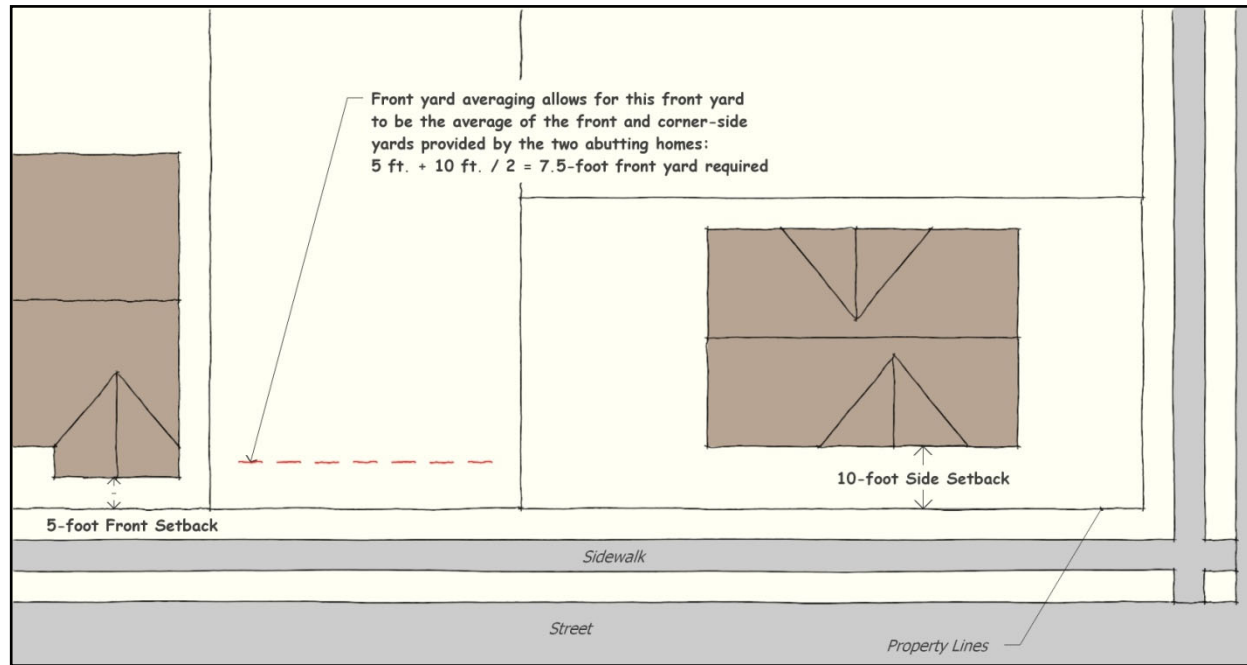 Front yard averaging allows for this front yard
to be the average of the front and corner-side
yards provided by the two abutting homes:
5 ft. + 10 ft. / 2 = 7.5-foot front yard required
10-foot Side Setback
5-foot Front Setback
Sidewalk
Street
Property Lines